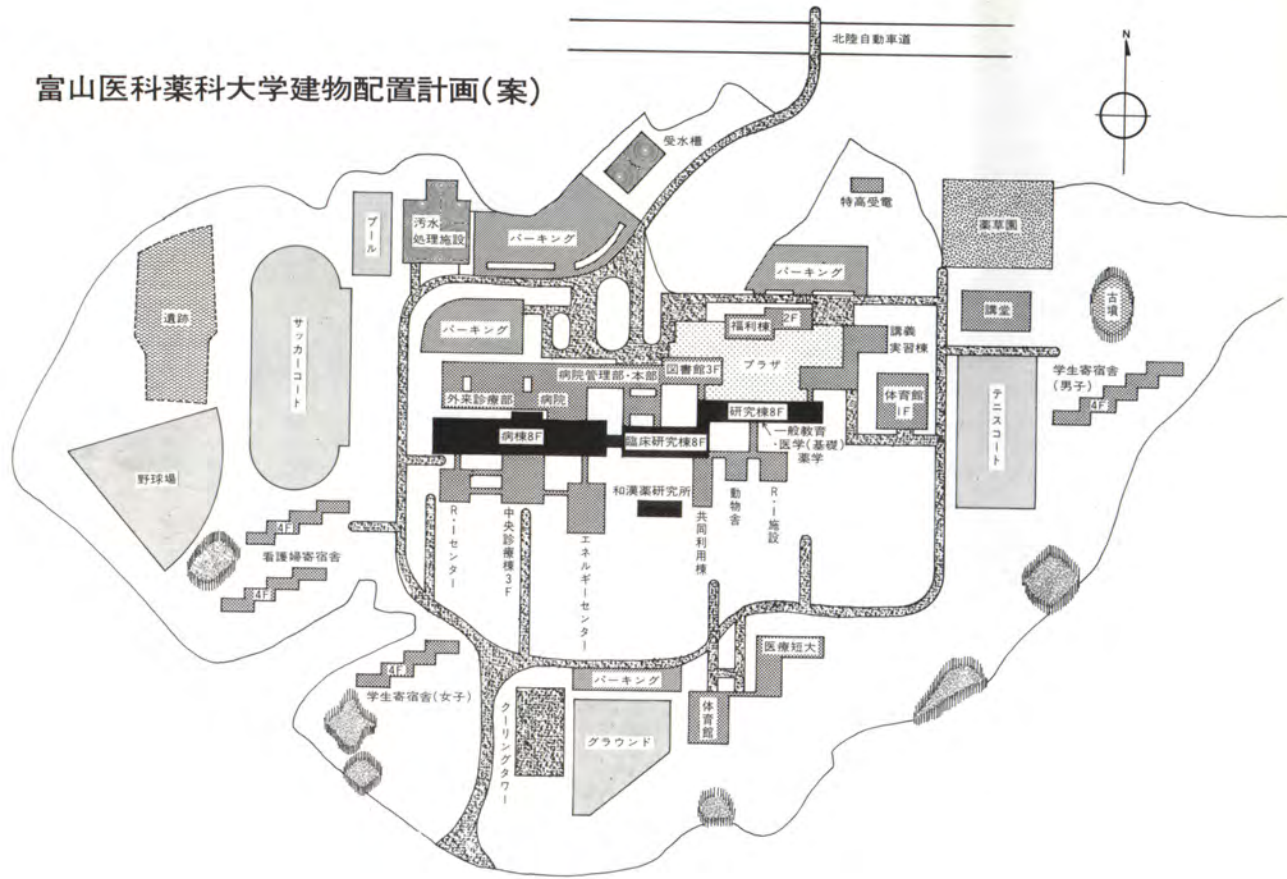 北陸自動車道
N
富山医科薬科大学建物配置計画(案)
受水槽
特高受電
プール
汚水
処理施設
パーキング
薬草園
パーキング
遺跡
サッカーコート
パーキング
福利棟
2F
講義
実習棟
講堂
古墳
プラザ
病院管理部・本部
図書館3F
学生寄宿舎
(男子)
4F
外来診療部
病院
体育館
1F
テニスコート
研究棟8F
病棟8F
臨床研究棟8F
一般教育
・医学(基礎)
薬学
野球場
和漢薬研究所
R・Iセンター
中央診療棟3F
エネルギーセンター
共同利用棟
動物舎
R・I施設
4F
看護婦寄宿舎
4F
医療短大
4F
学生寄宿舎(女子)
パーキング
クーリングタワー
グラウンド
体育館